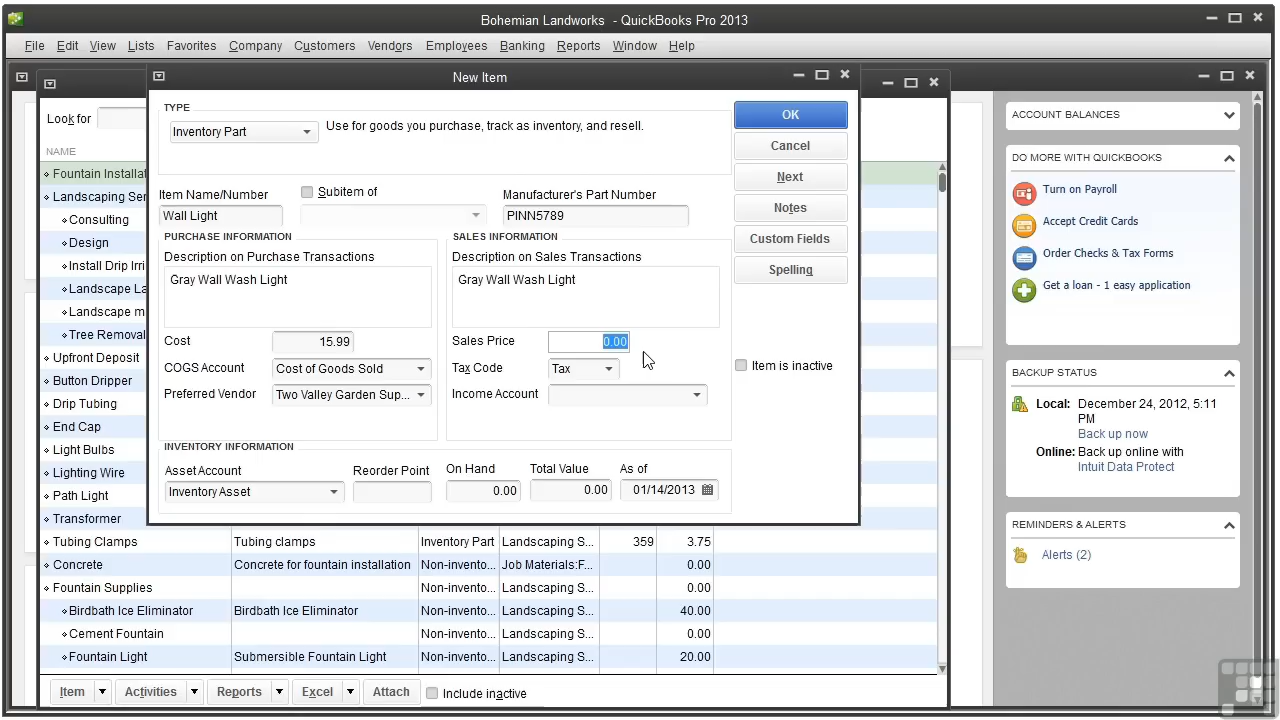 Bohemian Landworks - QuickBooks Pro 2013
File Edit View Lists Favorites Company Customers Vendors Employees Banking Reports Window Help
New Item
Look for
NAME
TYPE
Inventory Part
Use for goods you purchase, track as inventory, and resell.
OK
Cancel
Next
Notes
Custom Fields
Spelling
Item is inactive
Item Name/Number
Subitem of
Manufacturer's Part Number
Wall Light
PINN5789
PURCHASE INFORMATION
Description on Purchase Transactions
Gray Wall Wash Light
Cost 15.99
COGS Account Cost of Goods Sold
Preferred Vendor Two Valley Garden Sup...
SALES INFORMATION
Description on Sales Transactions
Gray Wall Wash Light
Sales Price 0.00
Tax Code Tax
Income Account
INVENTORY INFORMATION
Asset Account Reorder Point On Hand Total Value As of
Inventory Asset 0.00 0.00 01/14/2013
Fountain Installa
Landscaping Ser
Consulting
Design
Install Drip Irri
Landscape La
Landscape m
Tree Removal
Upfront Deposit
Button Dripper
Drip Tubing
End Cap
Light Bulbs
Lighting Wire
Path Light
Transformer
Tubing Clamps Tubing clamps Inventory Part Landscaping S... 359 3.75
Concrete Concrete for fountain installation Non-invento... Job Materials:F... 0.00
Fountain Supplies Non-invento... Landscaping S... 0.00
Birdbath Ice Eliminator Birdbath Ice Eliminator Non-invento... Landscaping S... 40.00
Cement Fountain Non-invento... Landscaping S... 0.00
Fountain Light Submersible Fountain Light Non-invento... Landscaping S... 20.00
Item Activities Reports Excel Attach Include inactive
ACCOUNT BALANCES
DO MORE WITH QUICKBOOKS
Turn on Payroll
Accept Credit Cards
Order Checks & Tax Forms
Get a loan - 1 easy application
BACKUP STATUS
Local: December 24, 2012, 5:11
PM
Back up now
Online: Back up online with
Intuit Data Protect
REMINDERS & ALERTS
Alerts (2)